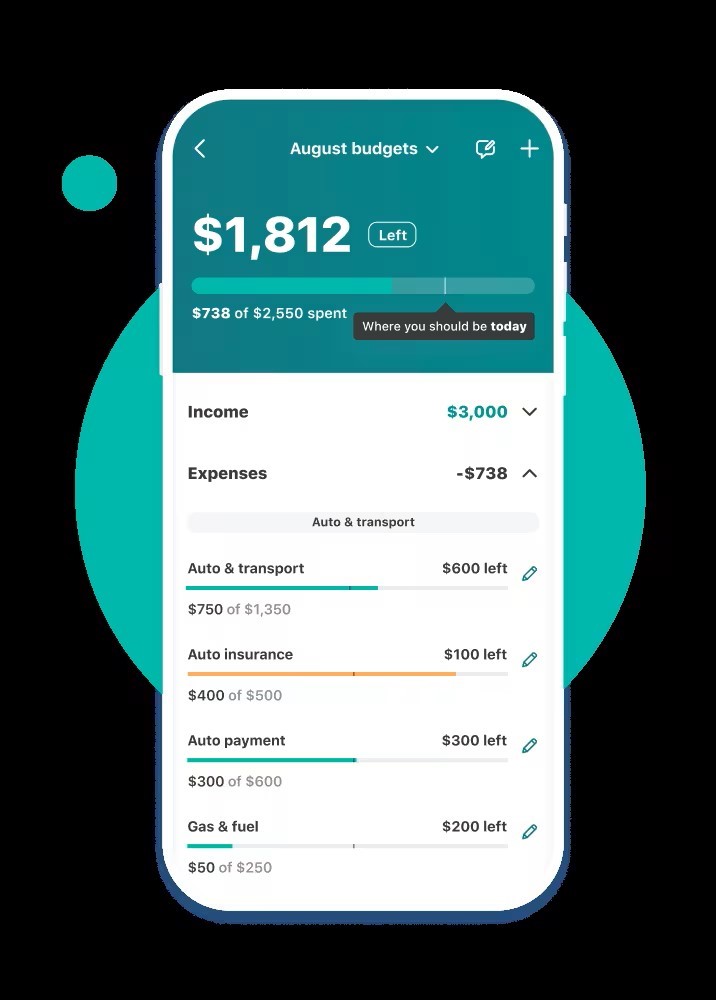 August budgets
$1,812 Left
$738 of $2,550 spent
Where you should be today
Income $3,000
Expenses -$738
Auto & transport
Auto & transport $600 left
$750 of $1,350
Auto insurance $100 left
$400 of $500
Auto payment $300 left
$300 of $600
Gas & fuel $200 left
$50 of $250